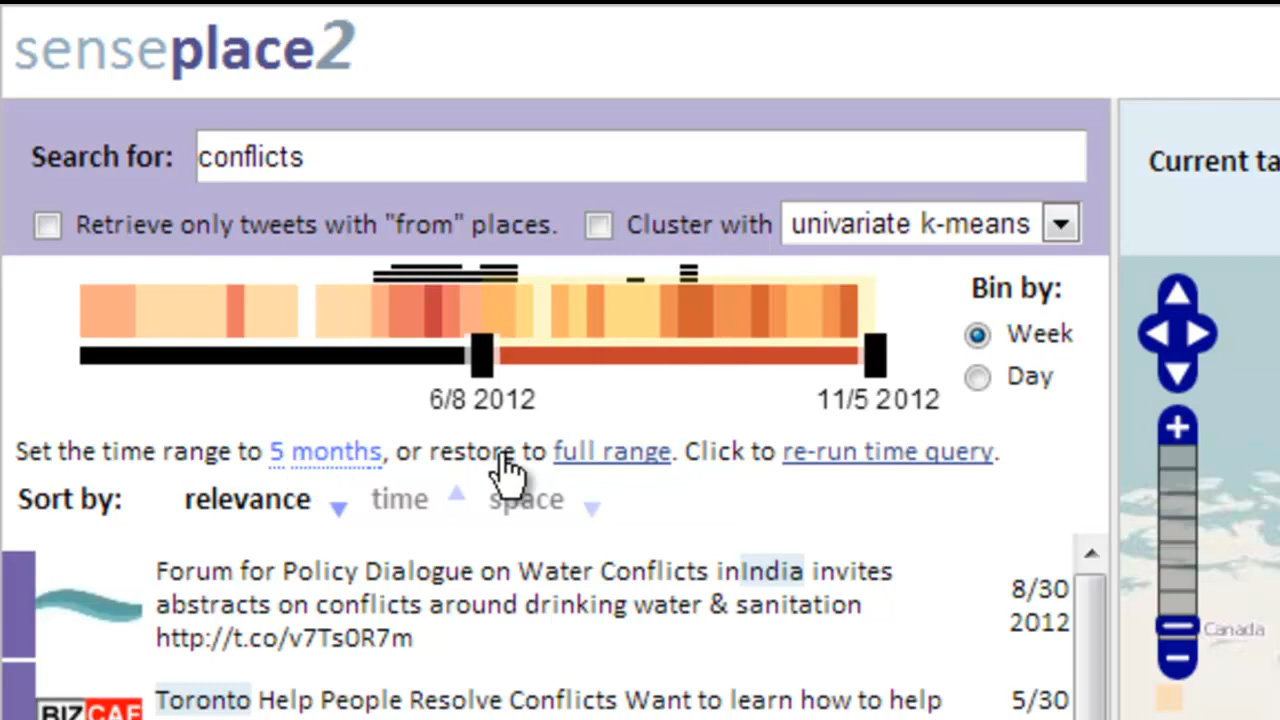 senseplace2
Search for: conflicts
Current ta
Retrieve only tweets with "from" places. Cluster with univariate k-means
Bin by:
Week
Day
6/8 2012 11/5 2012
Set the time range to 5 months, or restore to full range. Click to re-run time query.
Sort by: relevance time space
Forum for Policy Dialogue on Water Conflicts inIndia invites
abstracts on conflicts around drinking water & sanitation
http://t.co/v7Ts0R7m
8/30
2012
Canada
BIZCAF
Toronto Help People Resolve Conflicts Want to learn how to help
5/30